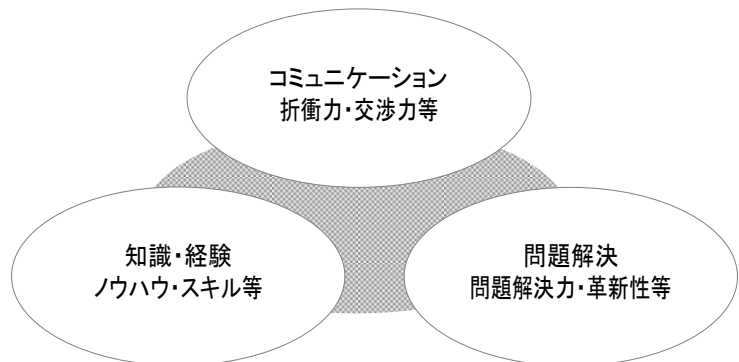 コミュニケーション
折衝力・交渉力等
知識・経験
ノウハウ・スキル等
問題解決
問題解決力・革新性等